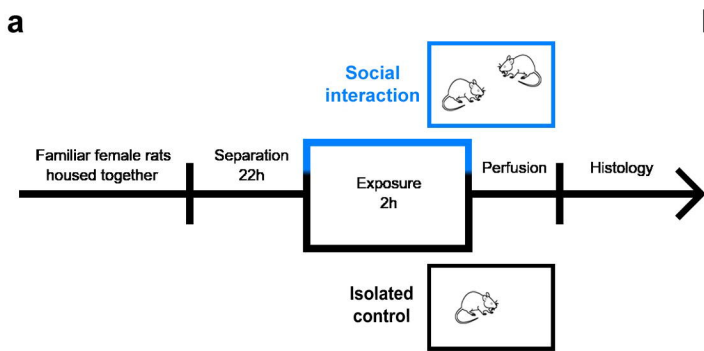 a
Social
interaction
Familiar female rats
housed together
Separation
22h
Exposure
2h
Perfusion
Histology
Isolated
control